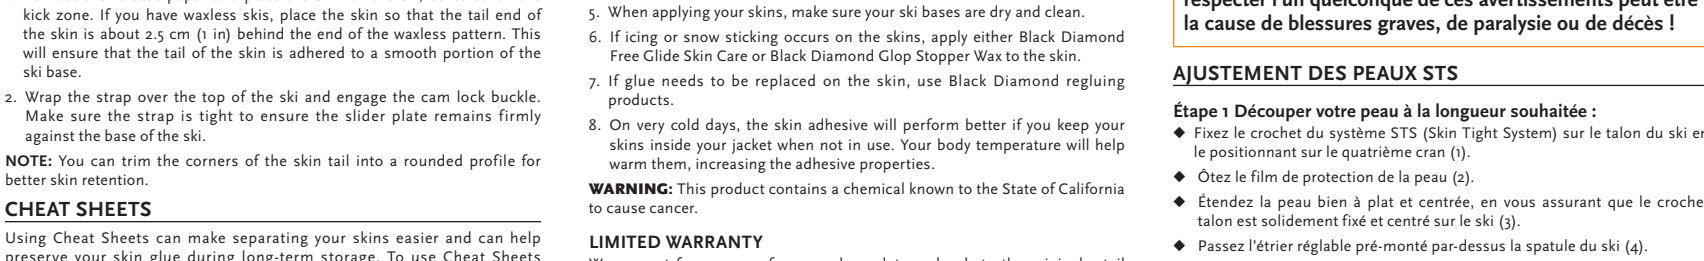 kick zone. If you have waxless skis, place the skin so that the tail end of
the skin is about 2.5 cm (1 in) behind the end of the waxless pattern. This
will ensure that the tail of the skin is adhered to a smooth portion of the
ski base.
2. Wrap the strap over the top of the ski and engage the cam lock buckle.
Make sure the strap is tight to ensure the slider plate remains firmly
against the base of the ski.
NOTE: You can trim the corners of the skin tail into a rounded profile for
better skin retention.
CHEAT SHEETS
Using Cheat Sheets can make separating your skins easier and can help
preserve your skin glue during long-term storage. To use Cheat Sheets
5. When applying your skins, make sure your ski bases are dry and clean.
6. If icing or snow sticking occurs on the skins, apply either Black Diamond
Free Glide Skin Care or Black Diamond Glop Stopper Wax to the skin.
7. If glue needs to be replaced on the skin, use Black Diamond regluing
products.
8. On very cold days, the skin adhesive will perform better if you keep your
skins inside your jacket when not in use. Your body temperature will help
warm them, increasing the adhesive properties.
WARNING: This product contains a chemical known to the State of California
to cause cancer.
LIMITED WARRANTY
respecter l'un quelconque de ces avertissements peut être
la cause de blessures graves, de paralysie ou de décès !
AJUSTEMENT DES PEAUX STS
Étape 1 Découper votre peau à la longueur souhaitée :
◆ Fixez le crochet du système STS (Skin Tight System) sur le talon du ski en
le positionnant sur le quatrième cran (1).
◆ Ôtez le film de protection de la peau (2).
◆ Étendez la peau bien à plat et centrée, en vous assurant que le croche
talon est solidement fixé et centré sur le ski (3).
◆ Passez l'étrier réglable pré-monté par-dessus la spatule du ski (4).